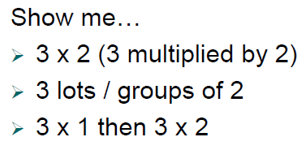 Show me…
➢ 3 x 2 (3 multiplied by 2)
➢ 3 lots / groups of 2
➢ 3 x 1 then 3 x 2